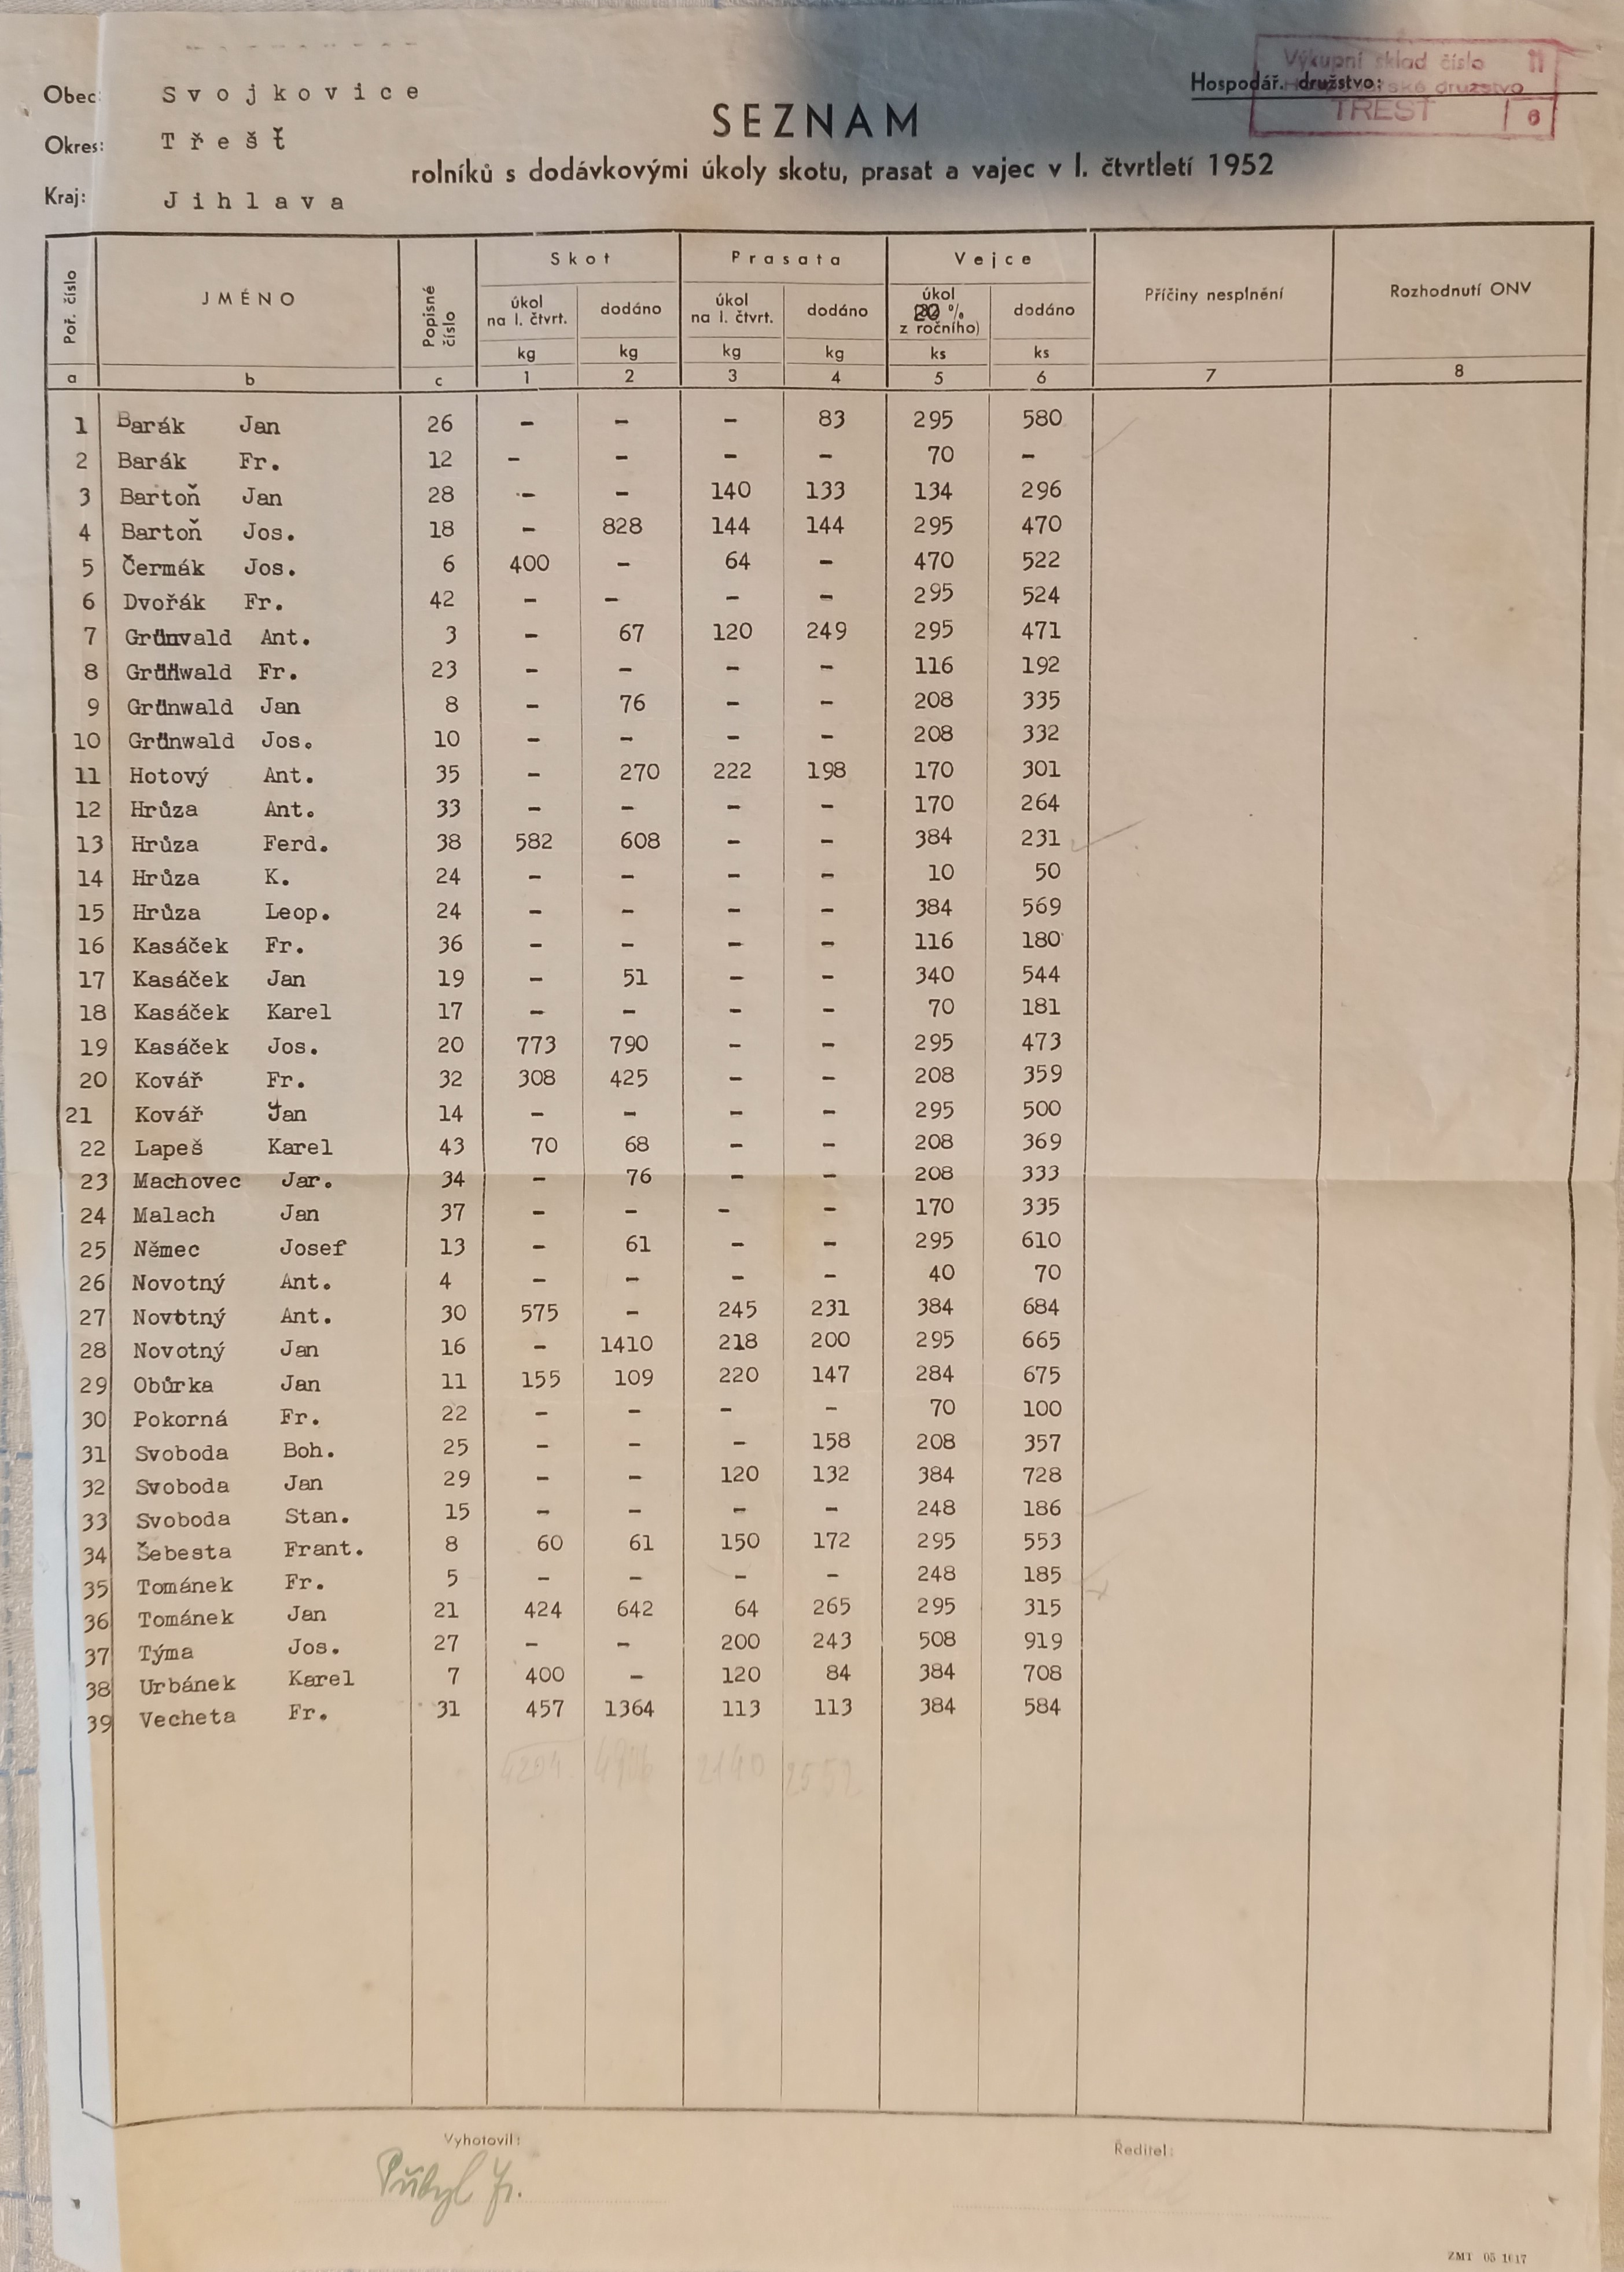 Obec: Svojkovice
Okres: Třešť
Kraj: Jihlava
Výkupní sklad číslo 11
Hospodář. družstvo:
družstvo
TŘEŠŤ 6
SEZNAM
rolníků s dodávkovými úkoly skotu, prasat a vajec v I. čtvrtletí 1952
Poř. číslo JMÉNO Popisné číslo Skot Prasata Vejce Příčiny nesplnění Rozhodnutí ONV
úkol na I. čtvrt. dodáno úkol na I. čtvrt. dodáno úkol 20 % z ročního) dodáno
kg kg kg kg ks ks
a b c 1 2 3 4 5 6 7 8
1 Barák Jan 26 - - - 83 295 580
2 Barák Fr. 12 - - - - 70 -
3 Bartoň Jan 28 - - 140 133 134 296
4 Bartoň Jos. 18 - 828 144 144 295 470
5 Čermák Jos. 6 400 - 64 - 470 522
6 Dvořák Fr. 42 - - - - 295 524
7 Grünvald Ant. 3 - 67 120 249 295 471
8 Grünwald Fr. 23 - - - - 116 192
9 Grünwald Jan 8 - 76 - - 208 335
10 Grünwald Jos. 10 - - - - 208 332
11 Hotový Ant. 35 - 270 222 198 170 301
12 Hrůza Ant. 33 - - - - 170 264
13 Hrůza Ferd. 38 582 608 - - 384 231
14 Hrůza K. 24 - - - - 10 50
15 Hrůza Leop. 24 - - - - 384 569
16 Kasáček Fr. 36 - - - - 116 180
17 Kasáček Jan 19 - 51 - - 340 544
18 Kasáček Karel 17 - - - - 70 181
19 Kasáček Jos. 20 773 790 - - 295 473
20 Kovář Fr. 32 308 425 - - 208 359
21 Kovář Jan 14 - - - - 295 500
22 Lapeš Karel 43 70 68 - - 208 369
23 Machovec Jar. 34 - 76 - - 208 333
24 Malach Jan 37 - - - - 170 335
25 Němec Josef 13 - 61 - - 295 610
26 Novotný Ant. 4 - - - - 40 70
27 Novotný Ant. 30 575 - 245 231 384 684
28 Novotný Jan 16 - 1410 218 200 295 665
29 Obůrka Jan 11 155 109 220 147 284 675
30 Pokorná Fr. 22 - - - - 70 100
31 Svoboda Boh. 25 - - - 158 208 357
32 Svoboda Jan 29 - - 120 132 384 728
33 Svoboda Stan. 15 - - - - 248 186
34 Šebesta Frant. 8 60 61 150 172 295 553
35 Tománek Fr. 5 - - - - 248 185
36 Tománek Jan 21 424 642 64 265 295 315
37 Týma Jos. 27 - - 200 243 508 919
38 Urbánek Karel 7 400 - 120 84 384 708
39 Vecheta Fr. 31 457 1364 113 113 384 584
4204 2140 2552
Vyhotovil: Ředitel:
Přibyl
ZMT 05 1617